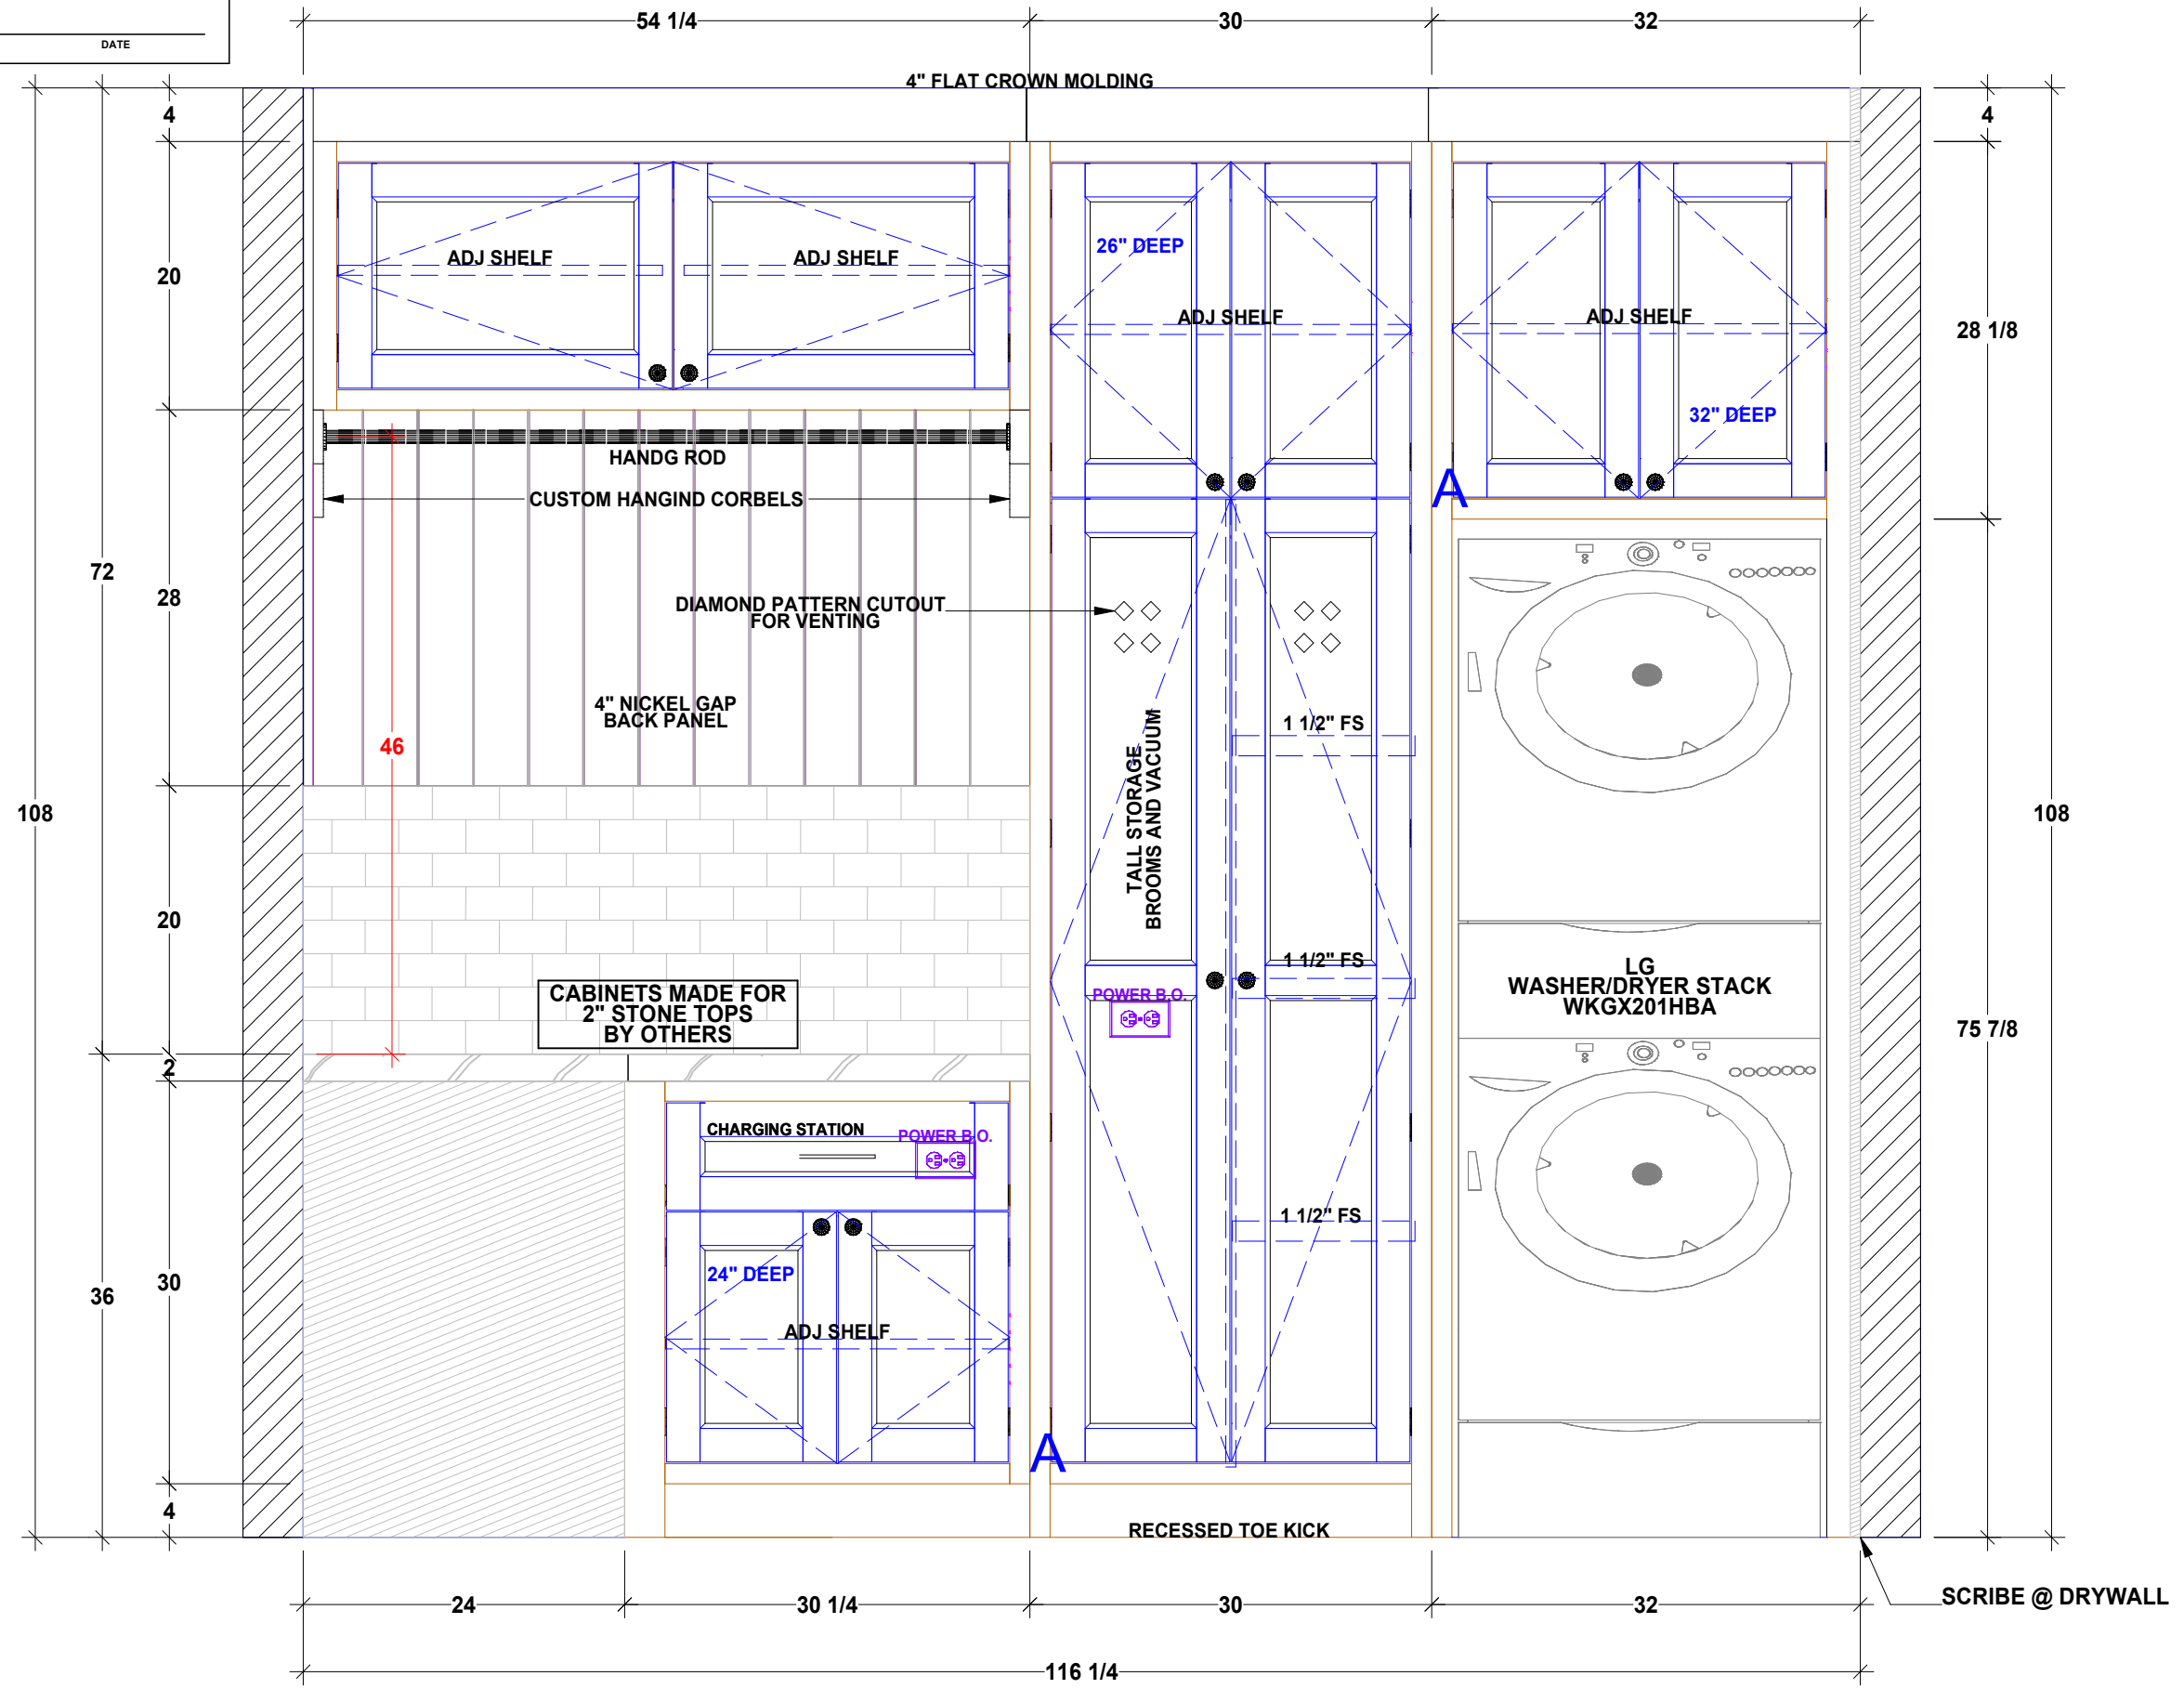 54 1/4
30
32
DATE
4" FLAT CROWN MOLDING
4
4
ADJ SHELF
ADJ SHELF
26" DEEP
20
ADJ SHELF
ADJ SHELF
28 1/8
32" DEEP
HANDG ROD
A
CUSTOM HANGIND CORBELS
72
28
DIAMOND PATTERN CUTOUT
FOR VENTING
4" NICKEL GAP
BACK PANEL
1 1/2" FS
46
TALL STORAGE
BROOMS AND VACUUM
108
108
20
1 1/2" FS
LG
WASHER/DRYER STACK
WKGX201HBA
CABINETS MADE FOR
2" STONE TOPS
BY OTHERS
POWER B.O.
75 7/8
2
CHARGING STATION
POWER B.O.
1 1/2" FS
24" DEEP
30
36
ADJ SHELF
A
4
RECESSED TOE KICK
SCRIBE @ DRYWALL
24
30 1/4
30
32
116 1/4